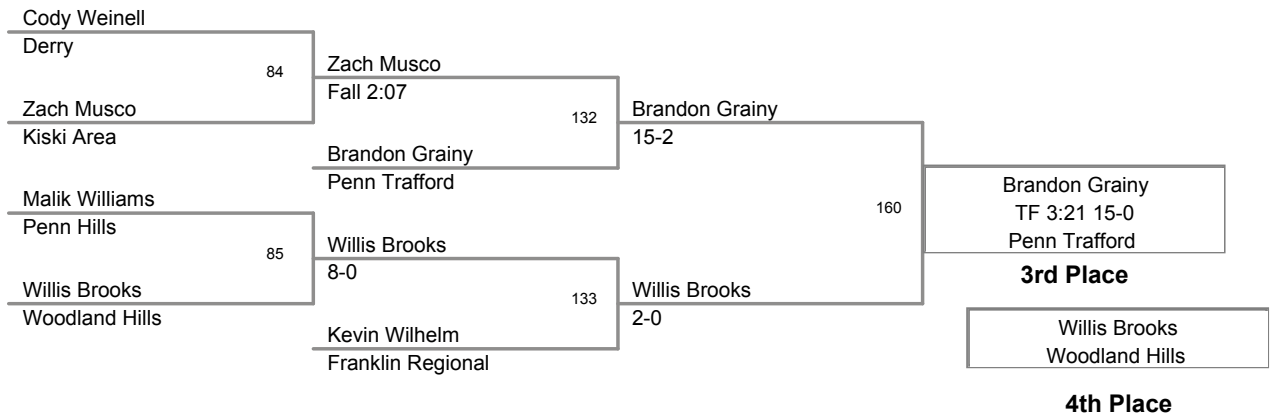 Cody Weinell
Derry
84
Zach Musco
Fall 2:07
Zach Musco
Kiski Area
132
Brandon Grainy
15-2
Brandon Grainy
Penn Trafford
Malik Williams
Penn Hills
85
Willis Brooks
8-0
Willis Brooks
Woodland Hills
133
Willis Brooks
2-0
Kevin Wilhelm
Franklin Regional
160
Brandon Grainy
TF 3:21 15-0
Penn Trafford
3rd Place
Willis Brooks
Woodland Hills
4th Place